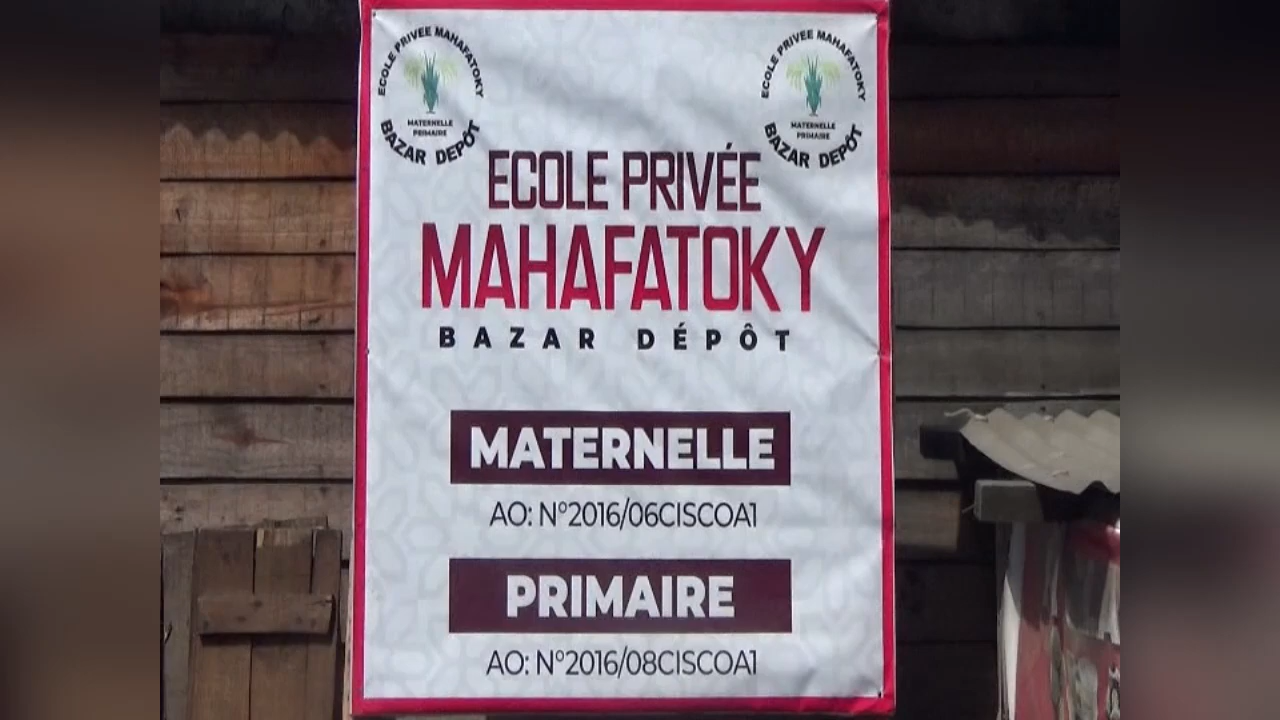 ECOLE PRIVEE MAHAFATOKY
MATERNELLE
PRIMAIRE
BAZAR DEPÔT
ECOLE PRIVEE MAHAFATOKY
MATERNELLE
PRIMAIRE
BAZAR DEPÔT
ECOLE PRIVÉE
MAHAFATOKY
BAZAR DÉPÔT
MATERNELLE
AO: N°2016/06CISCOA1
PRIMAIRE
AO: N°2016/08CISCOA1